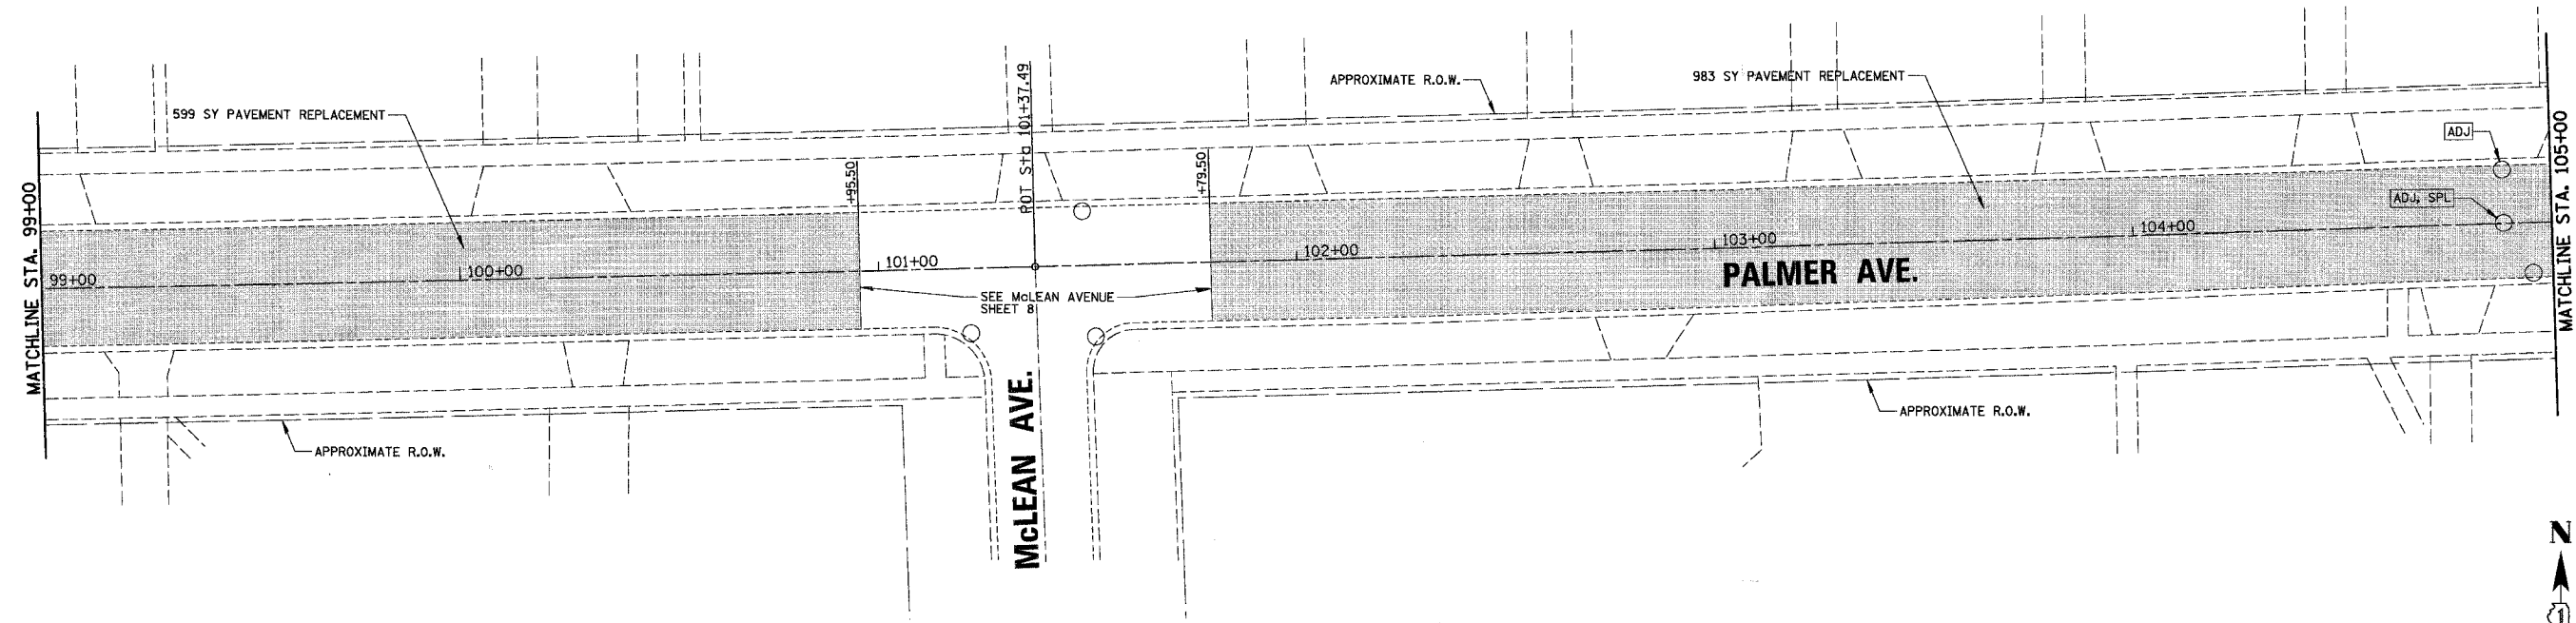 MATCHLINE STA. 99+00
599 SY PAVEMENT REPLACEMENT
99+00
100+00
APPROXIMATE R.O.W.
+95.50
101+00
POT Sta 101+37.49
SEE McLEAN AVENUE
SHEET 8
McLEAN AVE.
+79.50
APPROXIMATE R.O.W.
102+00
983 SY PAVEMENT REPLACEMENT
103+00
PALMER AVE.
104+00
APPROXIMATE R.O.W.
ADJ
ADJ, SPL
MATCHLINE STA. 105+00
N
1